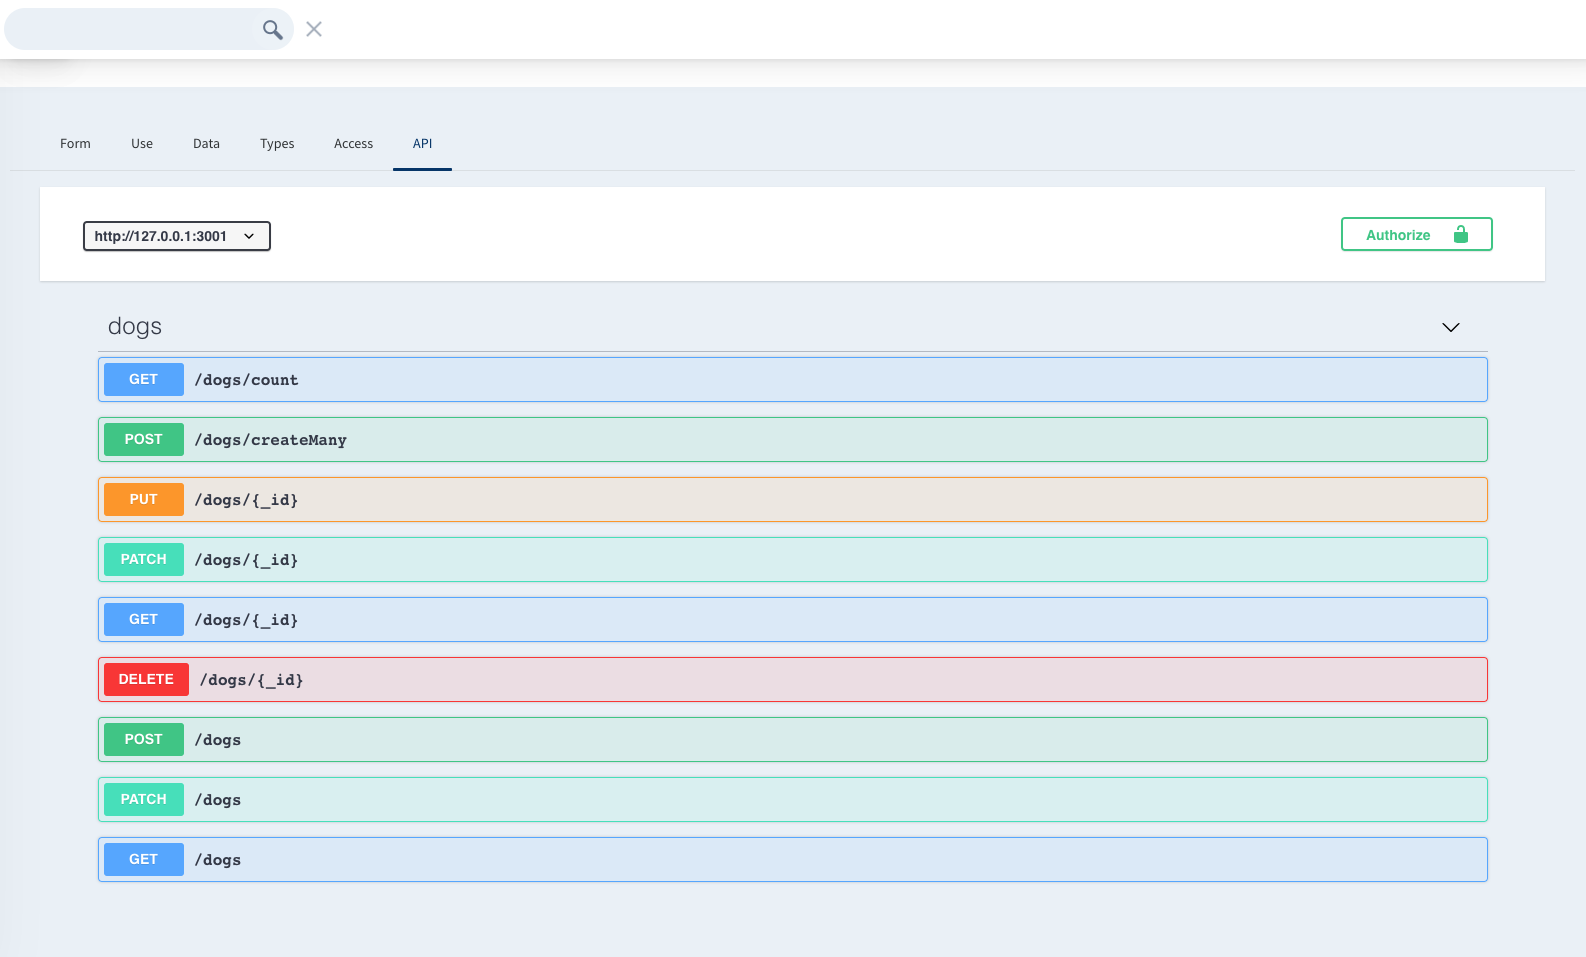 Form Use Data Types Access API
http://127.0.0.1:3001 Authorize
dogs
GET /dogs/count
POST /dogs/createMany
PUT /dogs/{_id}
PATCH /dogs/{_id}
GET /dogs/{_id}
DELETE /dogs/{_id}
POST /dogs
PATCH /dogs
GET /dogs